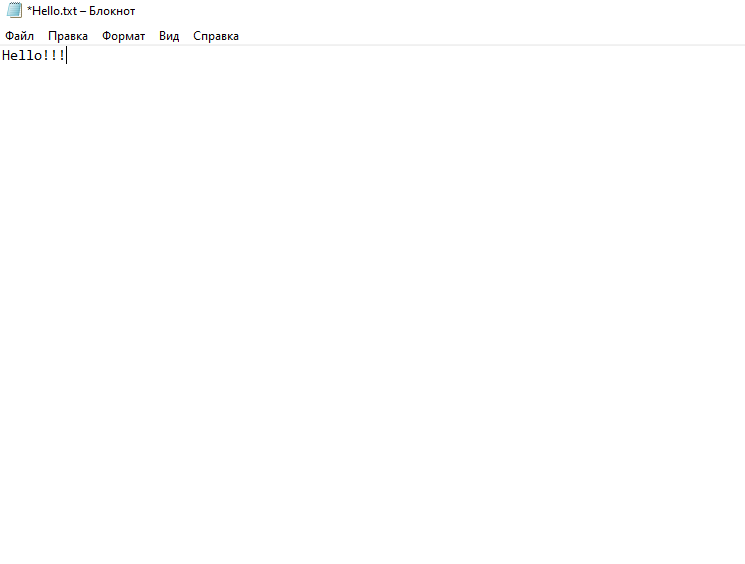 *Hello.txt – Блокнот
Файл Правка Формат Вид Справка
Hello!!!